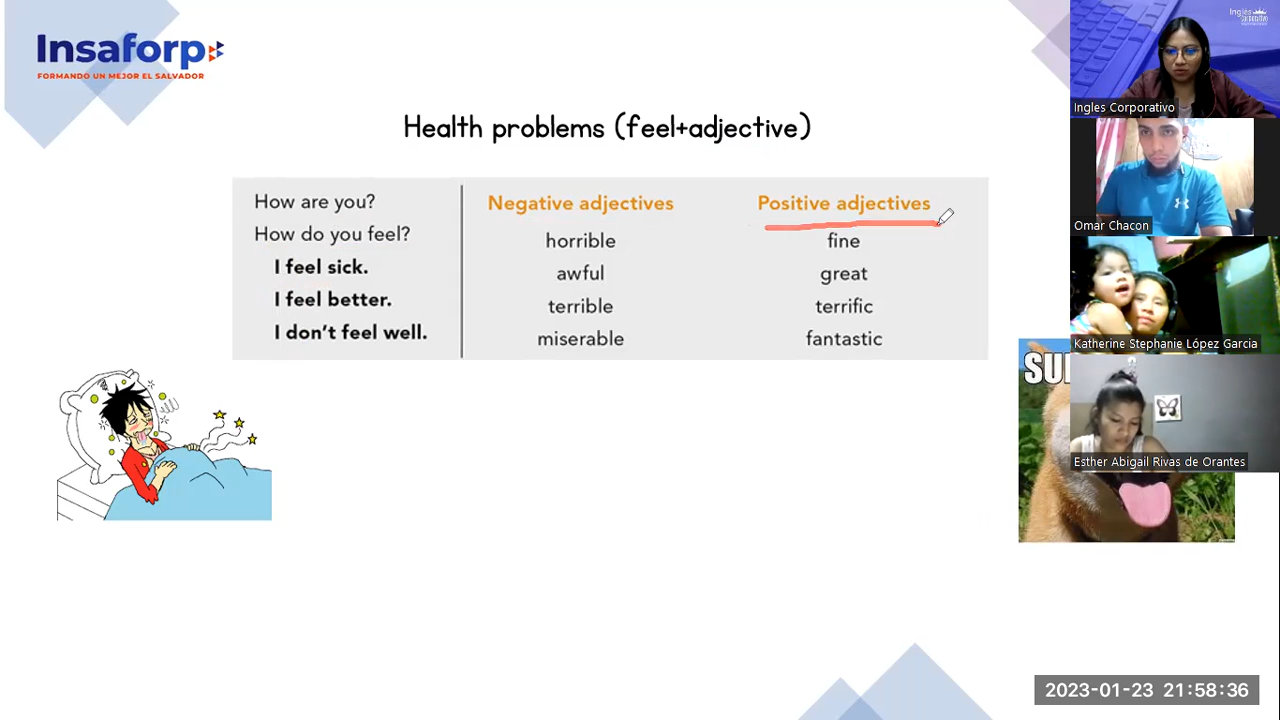 Insaforp
FORMANDO UN MEJOR EL SALVADOR
Health problems (feel+adjective)
How are you?
How do you feel?
I feel sick.
I feel better.
I don't feel well.
Negative adjectives
horrible
awful
terrible
miserable
Positive adjectives
fine
great
terrific
fantastic
SU
Ingles
Ingles Corporativo
Omar Chacon
Katherine Stephanie López Garcia
Esther Abigail Rivas de Orantes
2023-01-23 21:58:36